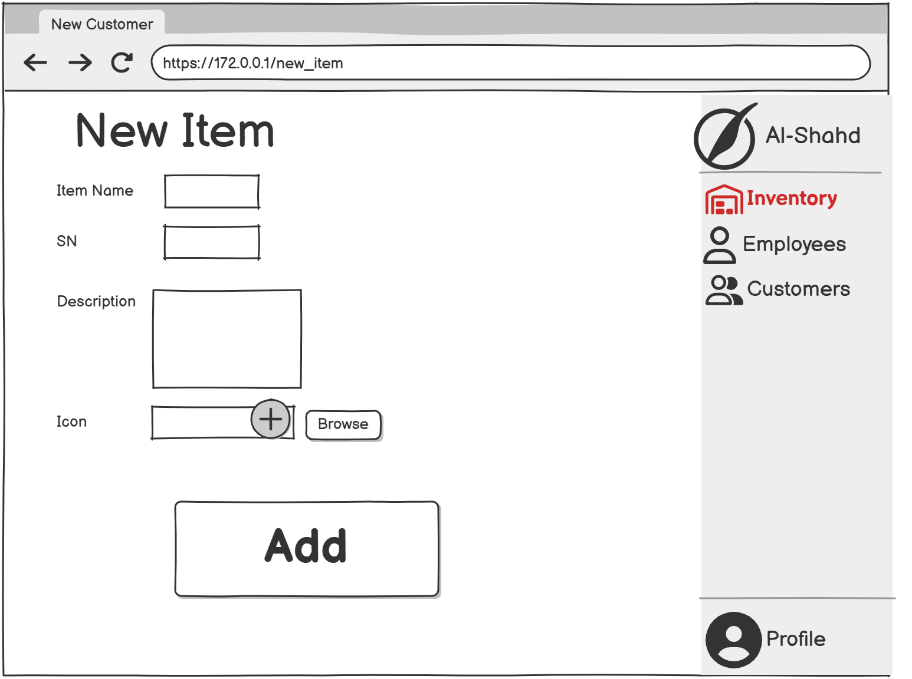 New Customer
https://172.0.0.1/new_item
New Item
Item Name
SN
Description
Icon
Browse
Add
Al-Shahd
Inventory
Employees
Customers
Profile